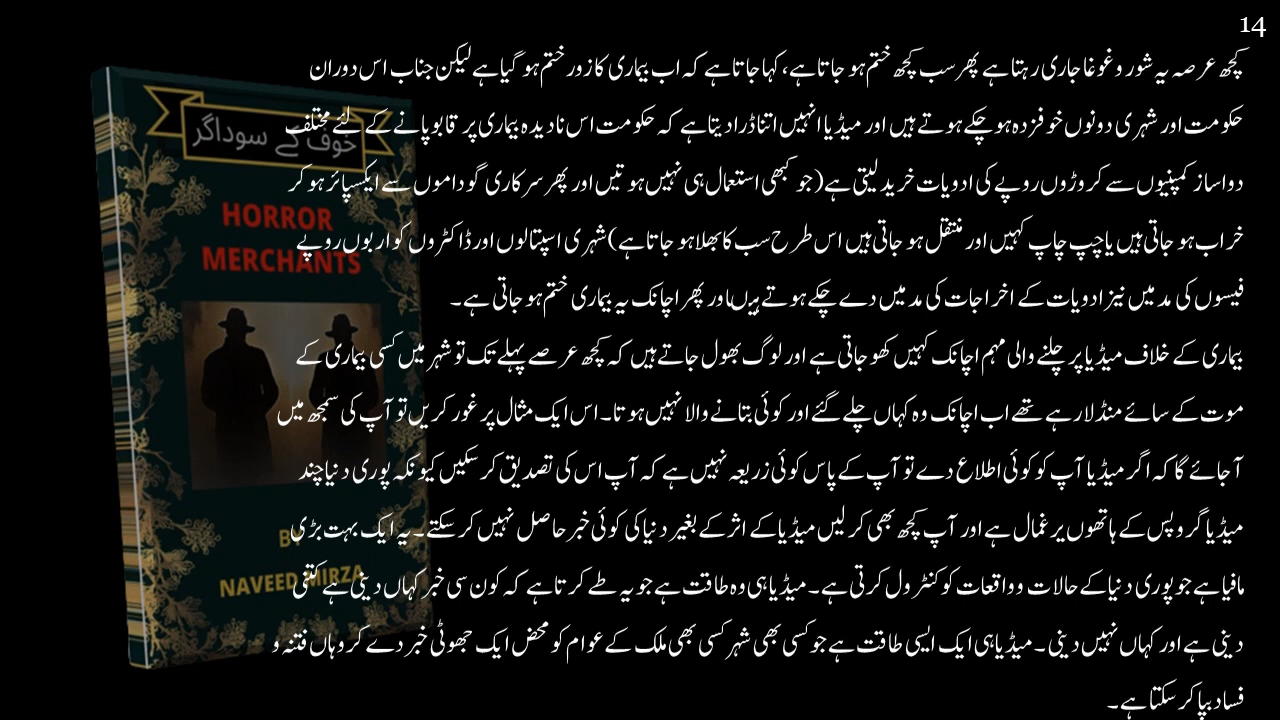 14
کچھ عرصہ یہ شور وغوغا جاری رہتا ہے پھر سب کچھ ختم ہو جاتا ہے، کہا جاتا ہے کہ اب بیماری کا زور ختم ہو گیا ہے لیکن جناب اس دوران
حکومت اور شہری دونوں خوفزدہ ہو چکے ہوتے ہیں اور میڈیا انہیں اتنا ڈرا دیتا ہے کہ حکومت اس نادیدہ بیماری پر قابو پانے کے لئے مختلف
دواساز کمپنیوں سے کروڑوں روپے کی ادویات خرید لیتی ہے (جو کبھی استعمال ہی نہیں ہوتیں اور پھر سرکاری گوداموں سے ایکسپائر ہو کر
خراب ہو جاتی ہیں یا چپ چاپ کہیں اور منتقل ہو جاتی ہیں اس طرح سب کا بھلا ہو جاتا ہے) شہری اسپتالوں اور ڈاکٹروں کو اربوں روپے
فیسوں کی مد میں نیز ادویات کے اخراجات کی مد میں دے چکے ہوتے ہیں اور پھر اچانک یہ بیماری ختم ہو جاتی ہے۔
بیماری کے خلاف میڈیا پر چلنے والی مہم اچانک کہیں کھو جاتی ہے اور لوگ بھول جاتے ہیں کہ کچھ عرصے پہلے تک تو شہر میں کسی بیماری کے
موت کے سائے منڈلا رہے تھے اب اچانک وہ کہاں چلے گئے اور کوئی بتانے والا نہیں ہوتا۔ اس ایک مثال پر غور کریں تو آپ کی سمجھ میں
آجائے گا کہ اگر میڈیا آپ کو کوئی اطلاع دے تو آپ کے پاس کوئی زریعہ نہیں ہے کہ آپ اس کی تصدیق کر سکیں کیونکہ پوری دنیا چند
میڈیا گروپس کے ہاتھوں یرغمال ہے اور آپ کچھ بھی کر لیں میڈیا کے اثر کے بغیر دنیا کی کوئی خبر حاصل نہیں کر سکتے۔ یہ ایک بہت بڑی
مافیا ہے جو پوری دنیا کے حالات و واقعات کو کنٹرول کرتی ہے۔ میڈیا ہی وہ طاقت ہے جو یہ طے کرتا ہے کہ کون سی خبر کہاں دینی ہے کتنی
دینی ہے اور کہاں نہیں دینی۔ میڈیا ہی ایک ایسی طاقت ہے جو کسی بھی شہر کسی بھی ملک کے عوام کو محض ایک جھوٹی خبر دے کر وہاں فتنہ و
فساد بپا کر سکتا ہے۔
خوف کے سوداگر
HORROR
MERCHANTS
BY
NAVEED MIRZA